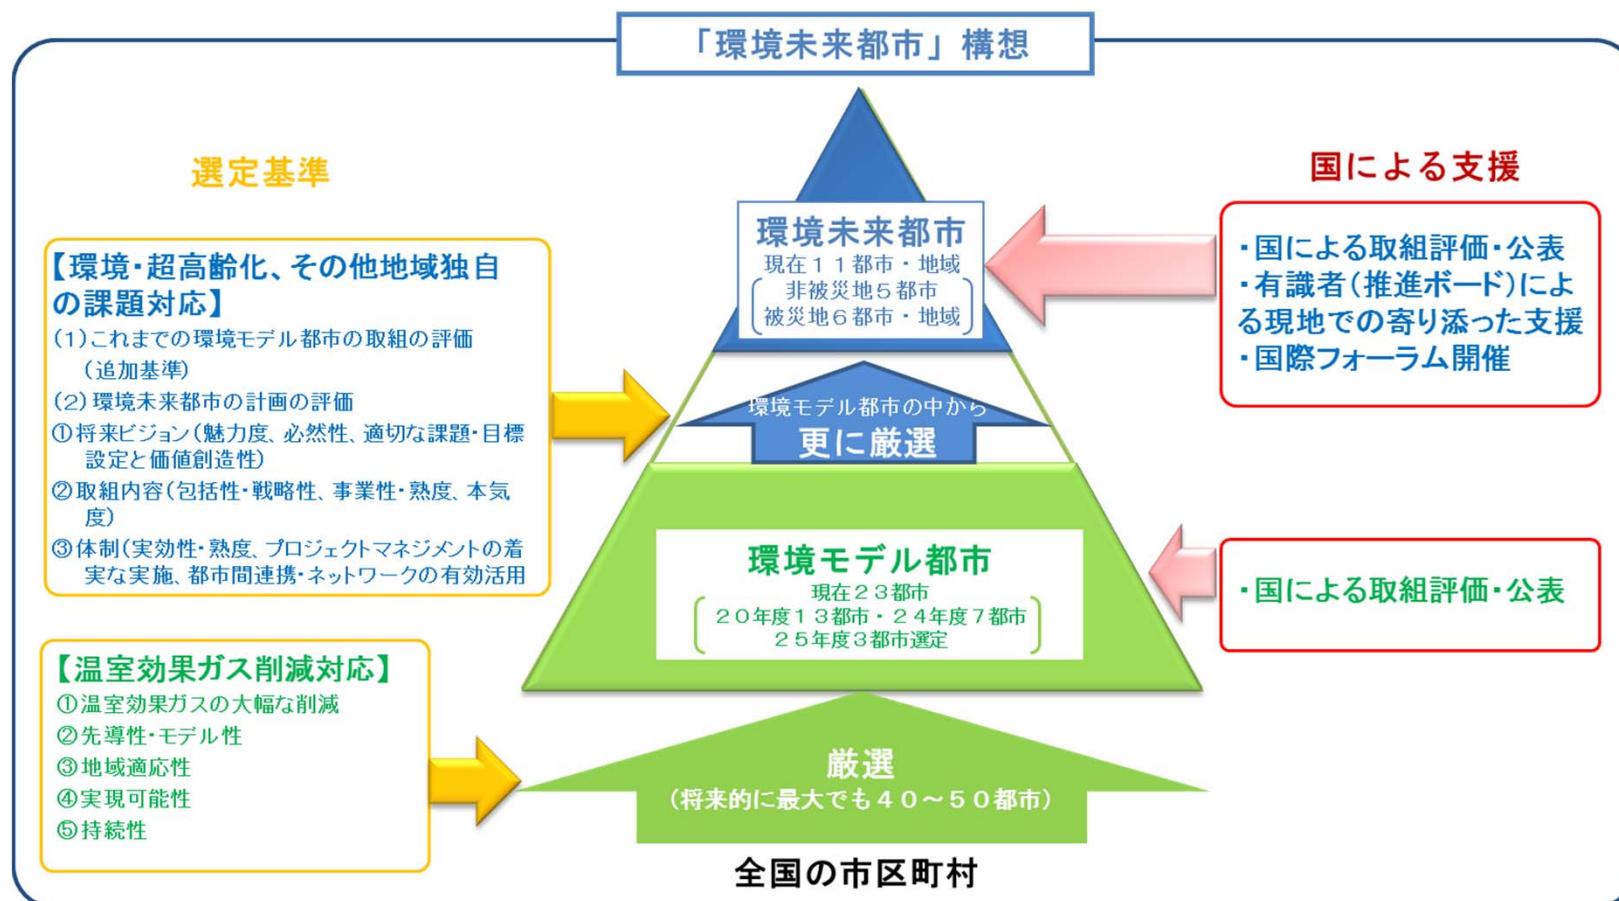 「環境未来都市」構想
選定基準
【環境・超高齢化、その他地域独自
の課題対応】
(1)これまでの環境モデル都市の取組の評価
(追加基準)
(2)環境未来都市の計画の評価
①将来ビジョン(魅力度、必然性、適切な課題・目標
設定と価値創造性)
②取組内容(包括性・戦略性、事業性・熟度、本気
度)
③体制(実効性・熟度、プロジェクトマネジメントの着
実な実施、都市間連携・ネットワークの有効活用
【温室効果ガス削減対応】
①温室効果ガスの大幅な削減
②先導性・モデル性
③地域適応性
④実現可能性
⑤持続性
環境未来都市
現在11都市・地域
非被災地5都市
被災地6都市・地域
環境モデル都市の中から
更に厳選
環境モデル都市
現在23都市
20年度13都市・24年度7都市
25年度3都市選定
厳選
(将来的に最大でも40~50都市)
全国の市区町村
国による支援
・国による取組評価・公表
・有識者(推進ボード)によ
る現地での寄り添った支援
・国際フォーラム開催
・国による取組評価・公表